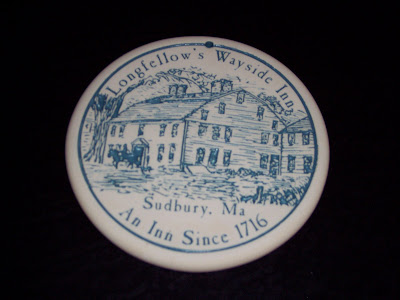 Longfellow's Wayside Inn
Sudbury, Ma
An Inn Since 1716